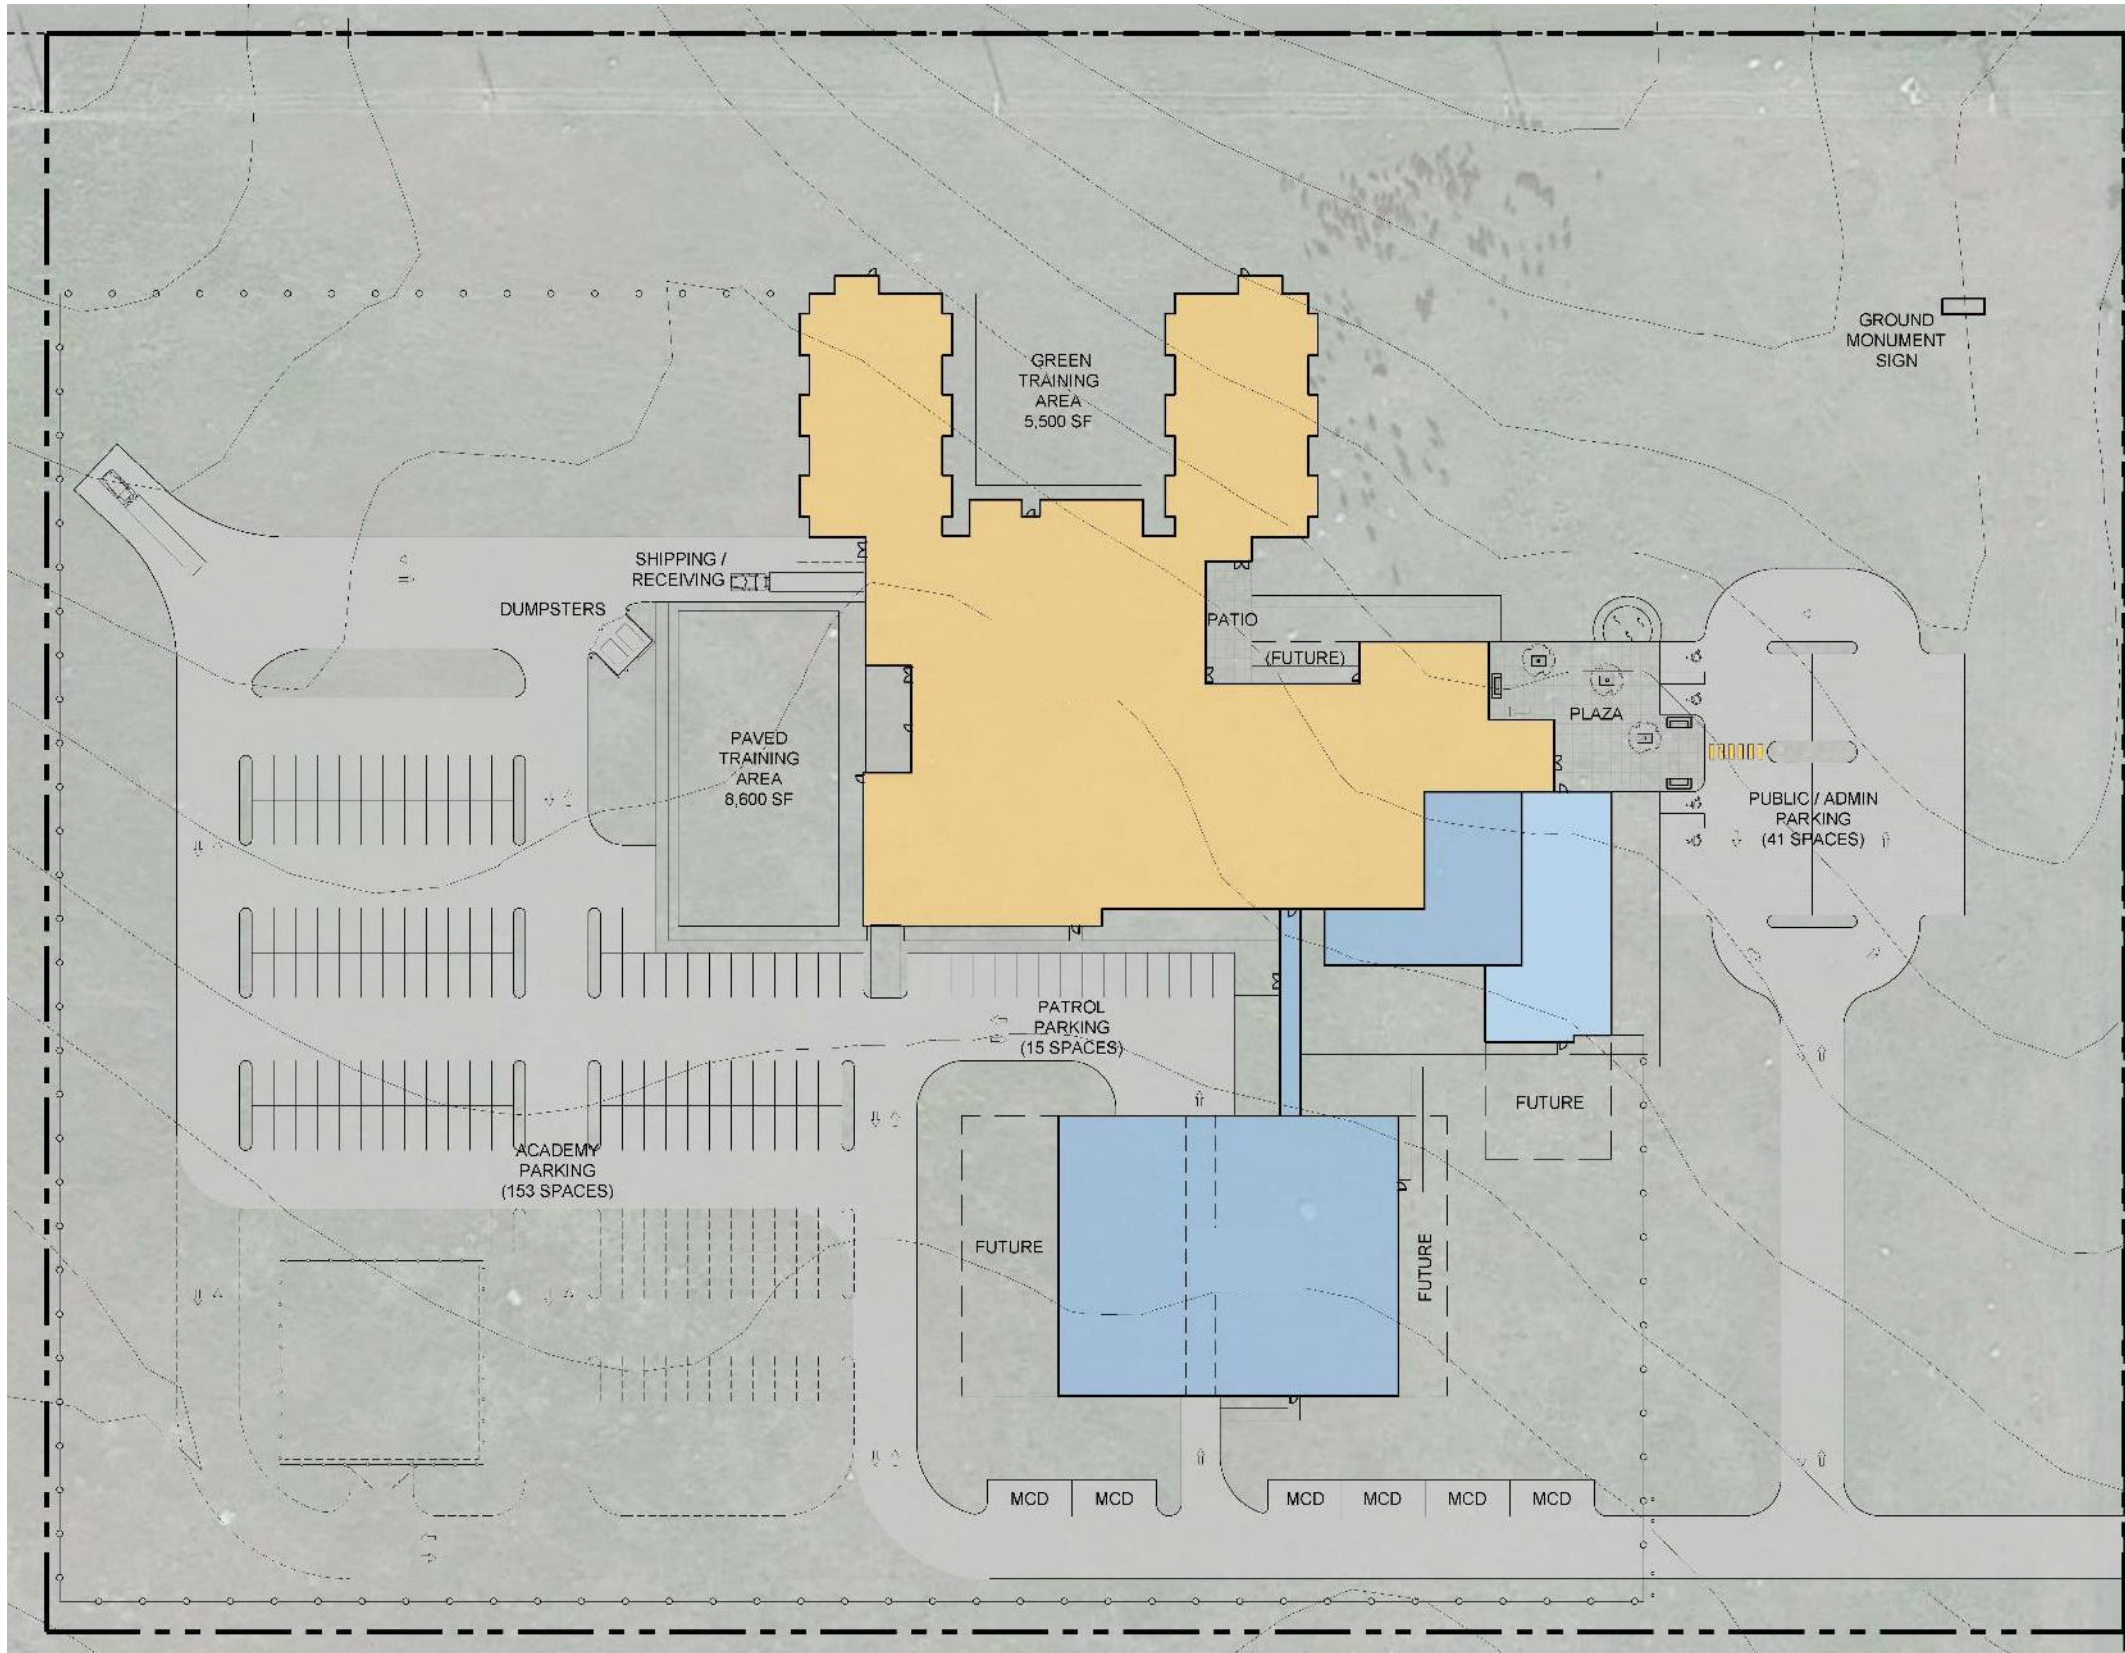 GROUND
MONUMENT
SIGN
GREEN
TRAINING
AREA
5,500 SF
SHIPPING /
RECEIVING
DUMPSTERS
PATIO
(FUTURE)
PLAZA
PAVED
TRAINING
AREA
8,600 SF
PUBLIC / ADMIN
PARKING
(41 SPACES)
PATROL
PARKING
(15 SPACES)
FUTURE
ACADEMY
PARKING
(153 SPACES)
FUTURE
FUTURE
MCD
MCD
MCD
MCD
MCD
MCD